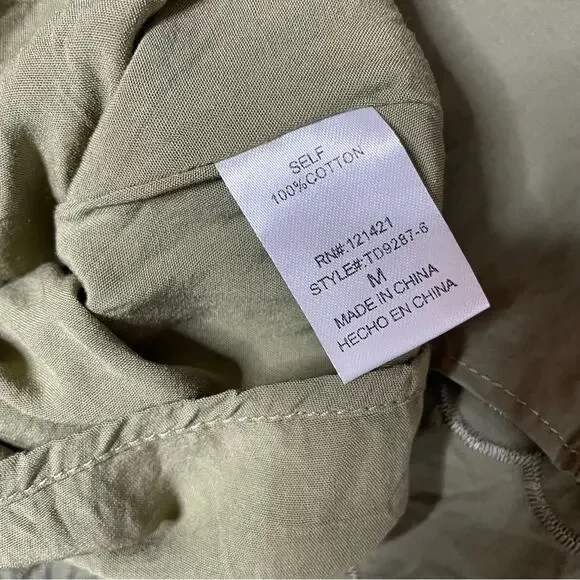 SELF
100%COTTON
RN#:121421
STYLE#:TD9287-6
M
MADE IN CHINA
HECHO EN CHINA